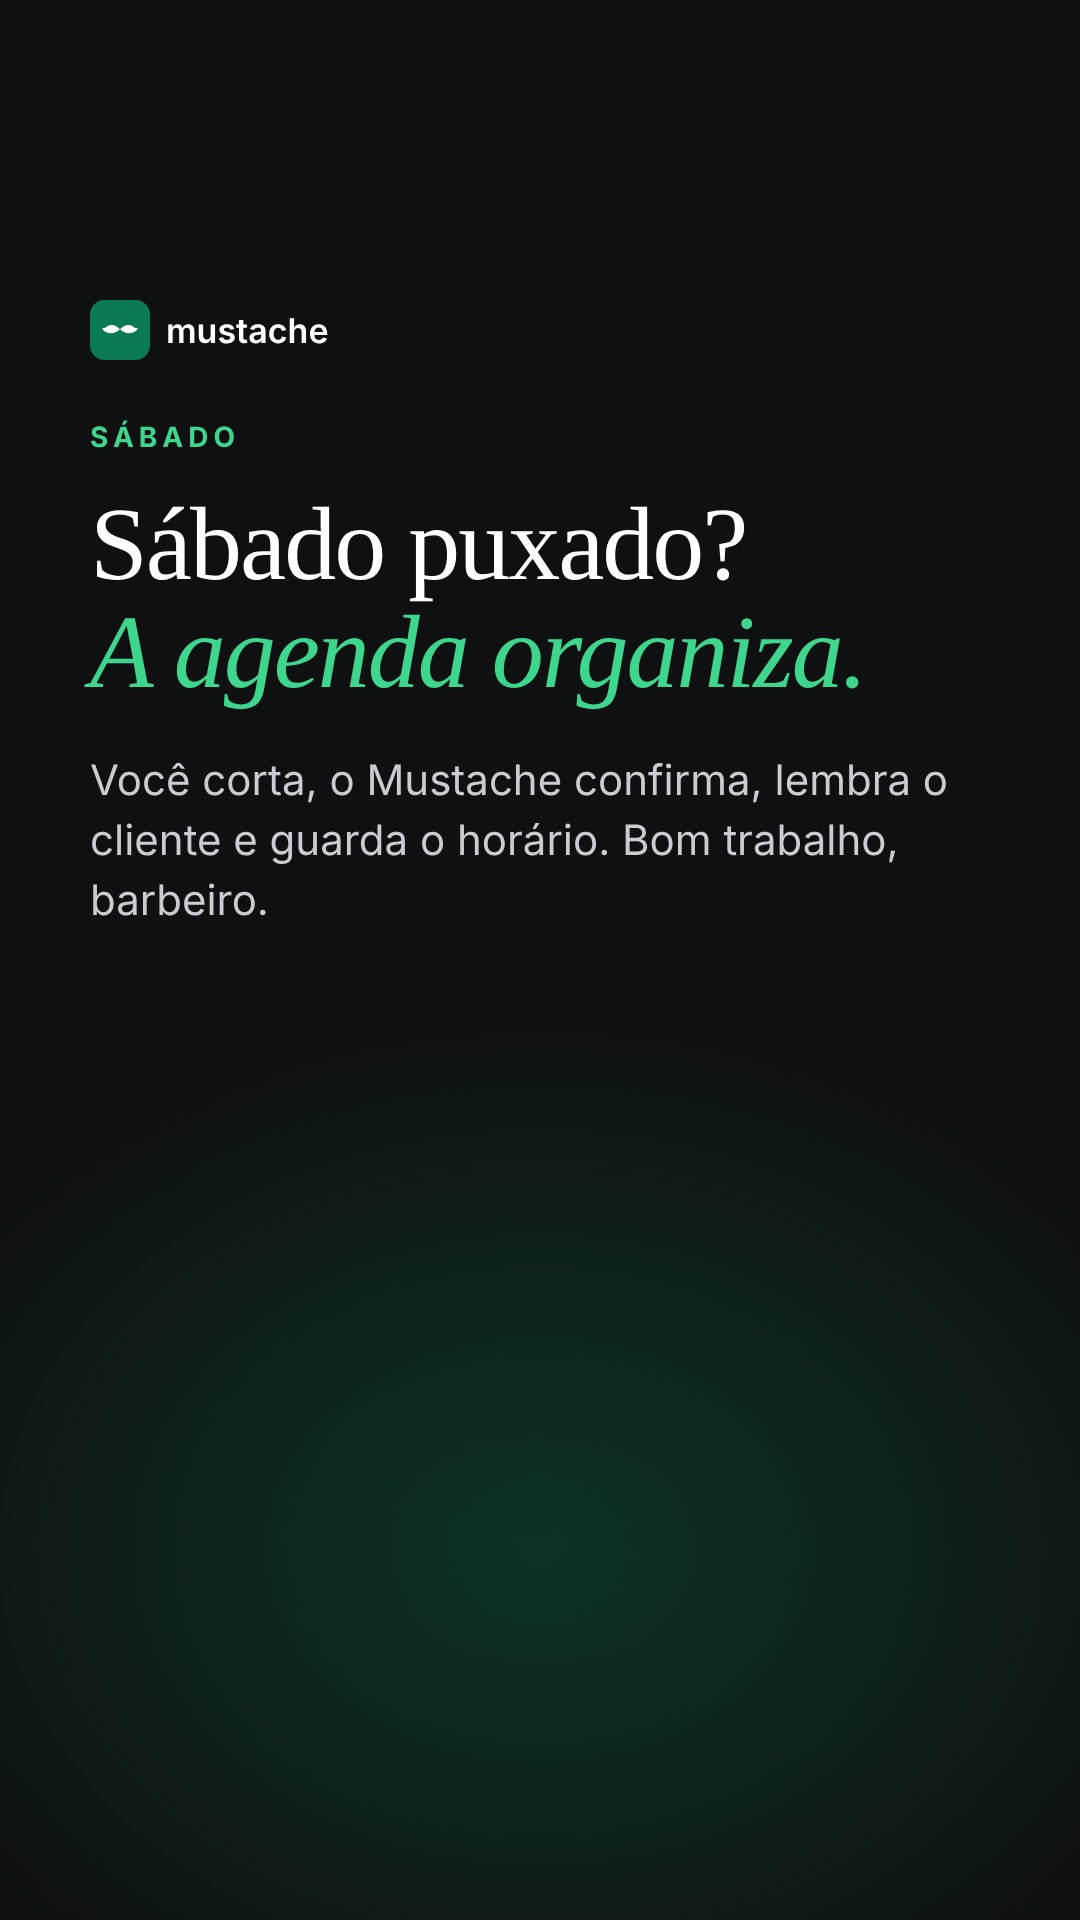 mustache
SÁBADO
Sábado puxado?
A agenda organiza.
Você corta, o Mustache confirma, lembra o
cliente e guarda o horário. Bom trabalho,
barbeiro.